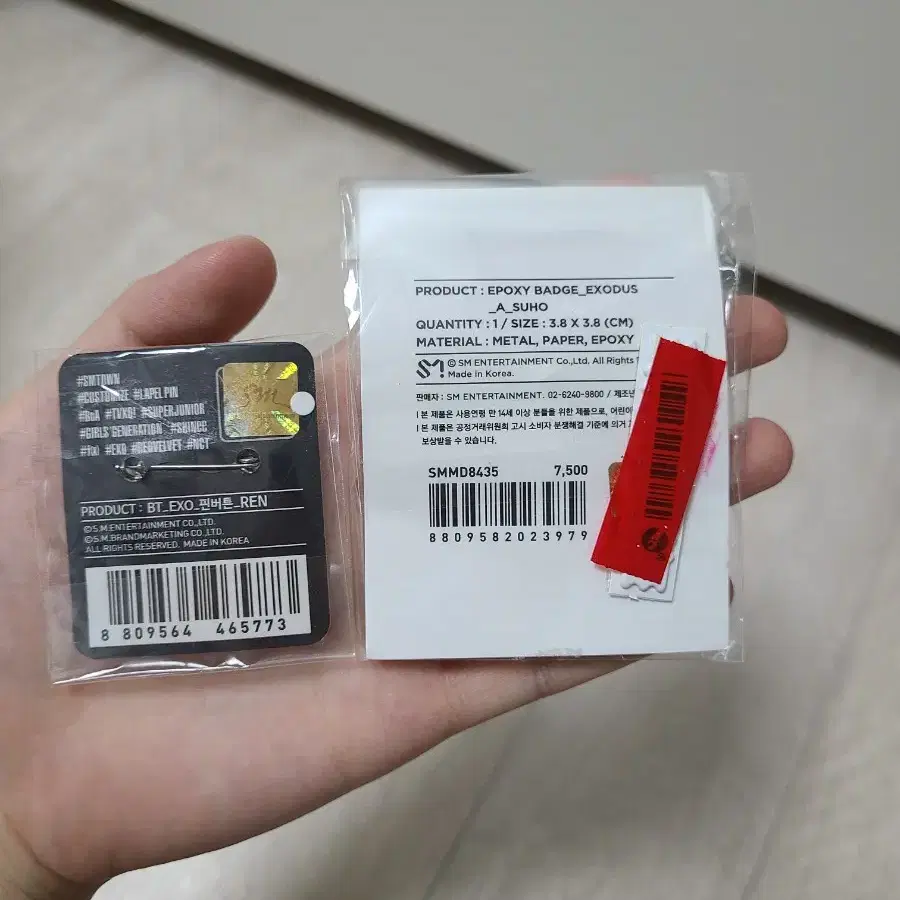 #SMTOWN
#CUSTOMIZE #LAPEL PIN
#BoA #TVXQ! #SUPERJUNIOR
#GIRLS' GENERATION #SHINee
#f(x) #EXO #REDVELVET #NCT
PRODUCT : BT_EXO_핀버튼_REN
©S.M.ENTERTAINMENT CO.,LTD.
©S.M.BRANDMARKETING CO.,LTD.
ALL RIGHTS RESERVED. MADE IN KOREA
8 809564 465773
PRODUCT : EPOXY BADGE_EXODUS
_A_SUHO
QUANTITY : 1 / SIZE : 3.8 X 3.8 (CM)
MATERIAL : METAL, PAPER, EPOXY
SM © SM ENTERTAINMENT Co.,Ltd. All Rights
Made in Korea.
판매자 : SM ENTERTAINMENT. 02-6240-9800 / 제조년
l 본 제품은 사용연령 만 14세 이상 분들을 위한 제품으로, 어린이
l 본 제품은 공정거래위원회 고시 소비자 분쟁해결 기준에 의거
보상받을 수 있습니다.
SMMD8435 7,500
8809582023979